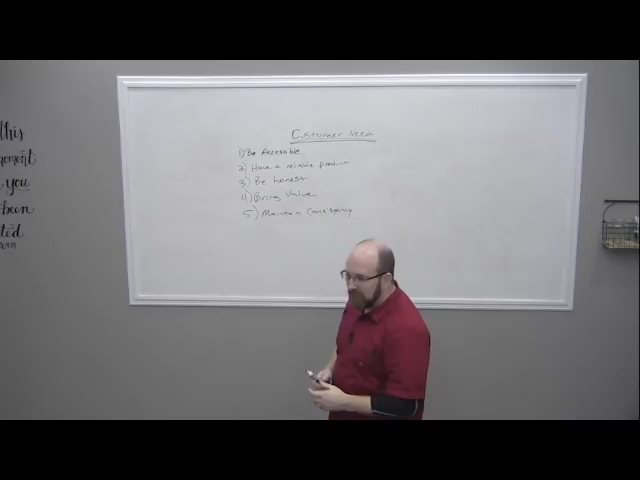 this
moment
you
been
ted
Customer Need
1) Be Accessible
2) Have a reliable product
3) Be honest
4) Bring Value
5) Maintain Consistency